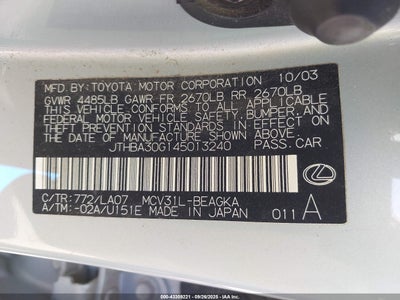 MFD.BY:TOYOTA MOTOR CORPORATION 10/03
GVWR 4485LB GAWR FR 2670LB RR 2670LB
THIS VEHICLE CONFORMS TO ALL APPLICABLE
FEDERAL MOTOR VEHICLE SAFETY, BUMPER, AND
THEFT PREVENTION STANDARDS IN EFFECT ON
THE DATE OF MANUFACTURE SHOWN ABOVE.
JTHBA30G145013240 PASS.CAR
C/TR:772/LA07 MCV31L-BEAGKA
A/TM:-02A/U151E MADE IN JAPAN 011 A
000-43309221 - 09/26/2025 - IAAI.COM